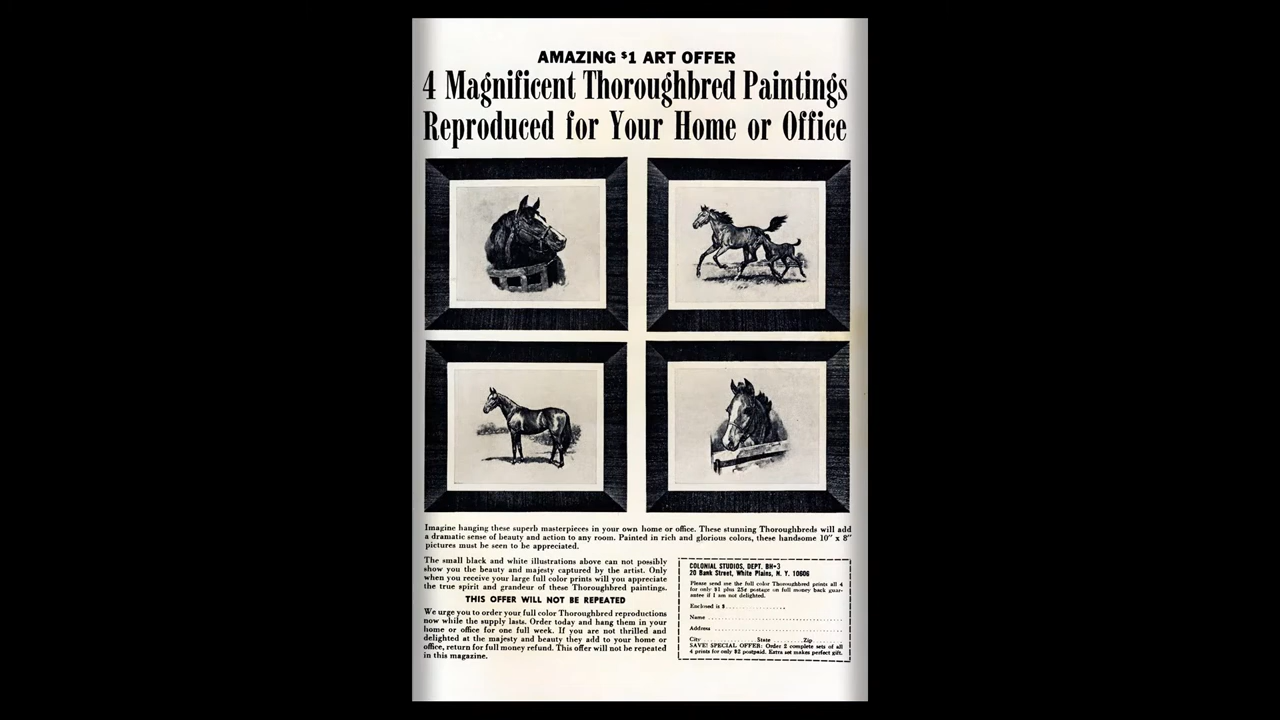 AMAZING $1 ART OFFER
4 Magnificent Thoroughbred Paintings
Reproduced for Your Home or Office
Imagine hanging these superb masterpieces in your own home or office. These stunning Thoroughbreds will add
a dramatic sense of beauty and action to any room. Painted in rich and glorious colors, these handsome 10" x 8"
pictures must be seen to be appreciated.
The small black and white illustrations above can not possibly
show you the beauty and majesty captured by the artist. Only
when you receive your large full color prints will you appreciate
the true spirit and grandeur of these Thoroughbred paintings.
THIS OFFER WILL NOT BE REPEATED
We urge you to order your full color Thoroughbred reproductions
now while the supply lasts. Order today and hang them in your
home or office for one full week. If you are not thrilled and
delighted at the majesty and beauty they add to your home or
office, return for full money refund. This offer will not be repeated
in this magazine.
COLONIAL STUDIOS, DEPT. BH-3
20 Bank Street, White Plains, N. Y. 10606
Please send me the full color Thoroughbred prints all 4
for only $1 plus 25¢ postage on full money back guar-
antee if I am not delighted.
Enclosed is $
Name
Address
City State Zip
SAVE! SPECIAL OFFER: Order 2 complete sets of all
4 prints for only $2 postpaid. Extra set makes perfect gift.